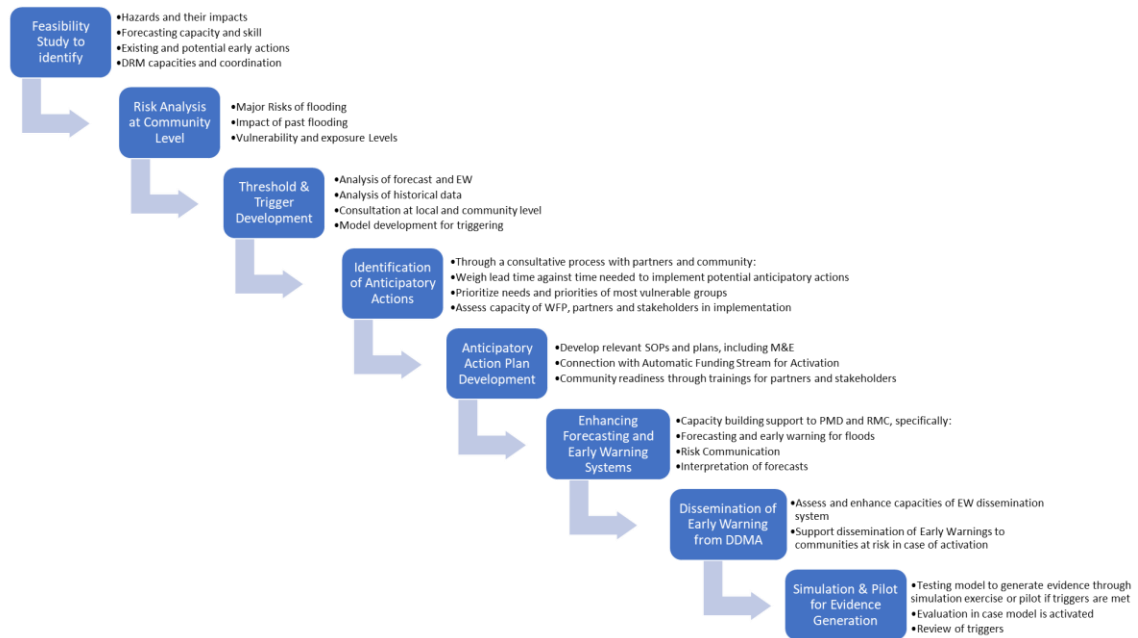 Feasibility
Study to
identify
•Hazards and their impacts
•Forecasting capacity and skill
•Existing and potential early actions
•DRM capacities and coordination
Risk Analysis
at Community
Level
•Major Risks of flooding
•Impact of past flooding
•Vulnerability and exposure Levels
Threshold &
Trigger
Development
•Analysis of forecast and EW
•Analysis of historical data
•Consultation at local and community level
•Model development for triggering
Identification
of Anticipatory
Actions
•Through a consultative process with partners and community:
•Weigh lead time against time needed to implement potential anticipatory actions
•Prioritize needs and priorities of most vulnerable groups
•Assess capacity of WFP, partners and stakeholders in implementation
Anticipatory
Action Plan
Development
•Develop relevant SOPs and plans, including M&E
•Connection with Automatic Funding Stream for Activation
•Community readiness through trainings for partners and stakeholders
Enhancing
Forecasting and
Early Warning
Systems
•Capacity building support to PMD and RMC, specifically:
•Forecasting and early warning for floods
•Risk Communication
•Interpretation of forecasts
Dissemination of
Early Warning
from DDMA
•Assess and enhance capacities of EW dissemination
system
•Support dissemination of Early Warnings to
communities at risk in case of activation
Simulation & Pilot
for Evidence
Generation
•Testing model to generate evidence through
simulation exercise or pilot if triggers are met
•Evaluation in case model is activated
•Review of triggers